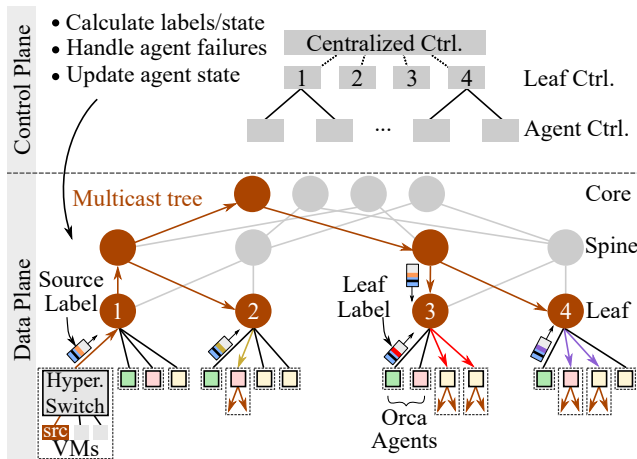 Control Plane
• Calculate labels/state
• Handle agent failures
• Update agent state
Centralized Ctrl.
1 2 3 4
Leaf Ctrl.
...
Agent Ctrl.
Data Plane
Multicast tree
Core
Spine
Source
Label
Leaf
Label
1 2 3 4
Leaf
Hyper.
Switch
src
VMs
Orca
Agents